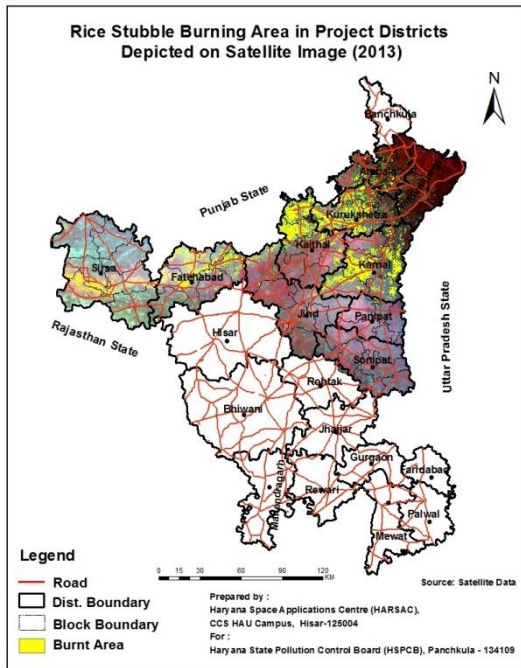 Rice Stubble Burning Area in Project Districts
Depicted on Satellite Image (2013)
N
Panchkula
Ambala
Punjab State
Kurukshetra
Kaithal
Karnal
Sirsa
Fatehabad
Rajasthan State
Jind
Panipat
Uttar Pradesh State
Hisar
Sonipat
Rohtak
Bhiwani
Jhajjar
Gurgaon
Faridabad
Rewari
Mahendragarh
Palwal
Mewat
Legend
Road
Dist. Boundary
Block Boundary
Burnt Area
0 15 30 60 90 120
KM
Source: Satellite Data
Prepared by :
Haryana Space Applications Centre (HARSAC),
CCS HAU Campus, Hisar-125004
For :
Haryana State Pollution Control Board (HSPCB), Panchkula - 134109